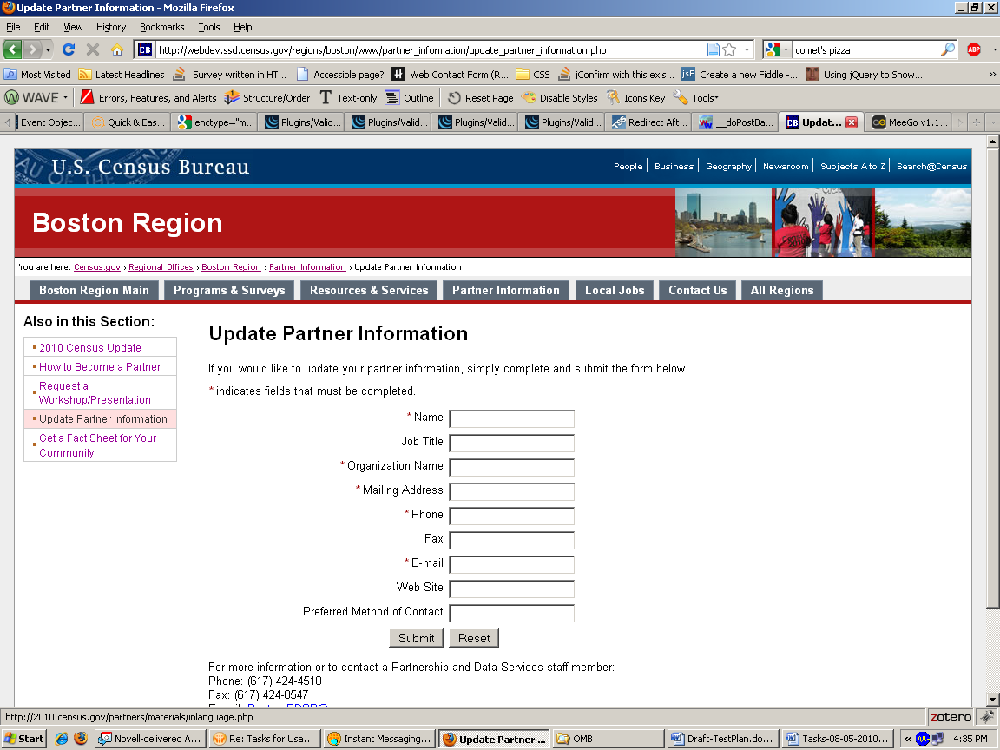 Update Partner Information - Mozilla Firefox
File Edit View History Bookmarks Tools Help
CB http://webdev.ssd.census.gov/regions/boston/www/partner_information/update_partner_information.php comet's pizza ABP
Most Visited Latest Headlines Survey written in HT... Accessible page? H Web Contact Form (R... CSS jConfirm with this exis... jsF Create a new Fiddle -... Using jQuery to Show... »
WAVE Errors, Features, and Alerts Structure/Order Text-only Outline Reset Page Disable Styles Icons Key Tools
Event Objec... Quick & Eas... enctype="m... Plugins/Valid... Plugins/Valid... Plugins/Valid... Plugins/Valid... Redirect Aft... __doPostBa... CB Updat... MeeGo v1.1...
U.S. Census Bureau
People | Business | Geography | Newsroom | Subjects A to Z | Search@Census
Boston Region
You are here: Census.gov › Regional Offices › Boston Region › Partner Information › Update Partner Information
Boston Region Main Programs & Surveys Resources & Services Partner Information Local Jobs Contact Us All Regions
Also in this Section:
2010 Census Update
How to Become a Partner
Request a
Workshop/Presentation
Update Partner Information
Get a Fact Sheet for Your
Community
Update Partner Information
If you would like to update your partner information, simply complete and submit the form below.
* indicates fields that must be completed.
* Name
Job Title
* Organization Name
* Mailing Address
* Phone
Fax
* E-mail
Web Site
Preferred Method of Contact
Submit Reset
For more information or to contact a Partnership and Data Services staff member:
Phone: (617) 424-4510
Fax: (617) 424-0547
http://2010.census.gov/partners/materials/inlanguage.php zotero
Start Novell-delivered A... Re: Tasks for Usa... Instant Messaging... Update Partner ... OMB Draft-TestPlan.do... Tasks-08-05-2010... « 4:35 PM